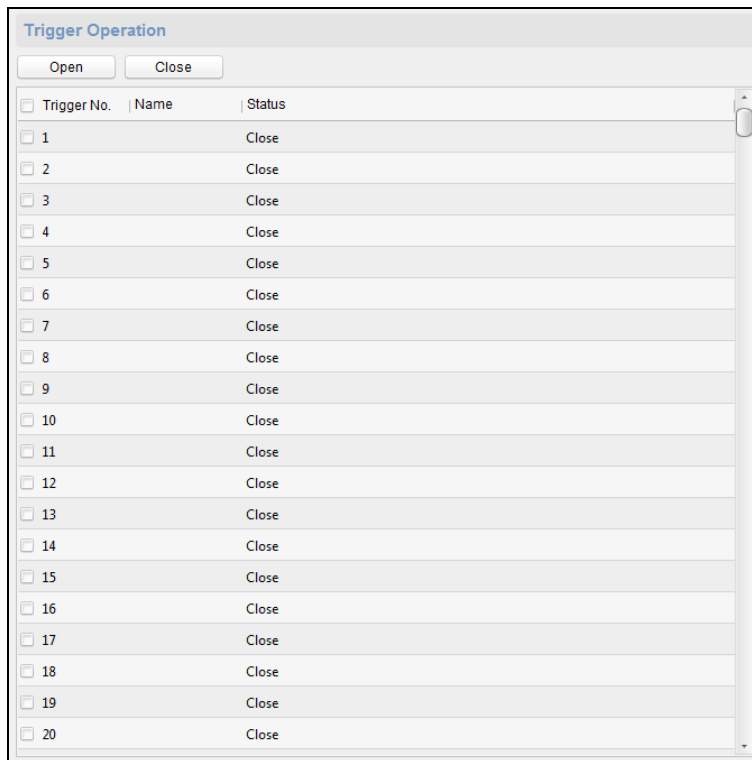 Trigger Operation
Open Close
Trigger No. Name Status
1 Close
2 Close
3 Close
4 Close
5 Close
6 Close
7 Close
8 Close
9 Close
10 Close
11 Close
12 Close
13 Close
14 Close
15 Close
16 Close
17 Close
18 Close
19 Close
20 Close